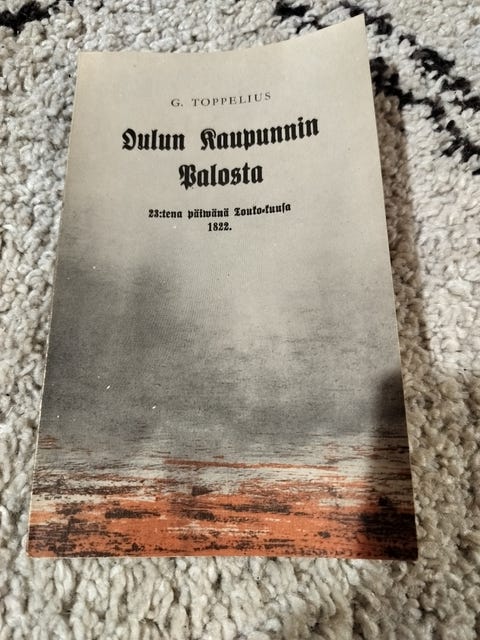 G. TOPPELIUS
Oulun Kaupunnin
Palosta
23:tena päiwänä Touko-kuusa
1822.